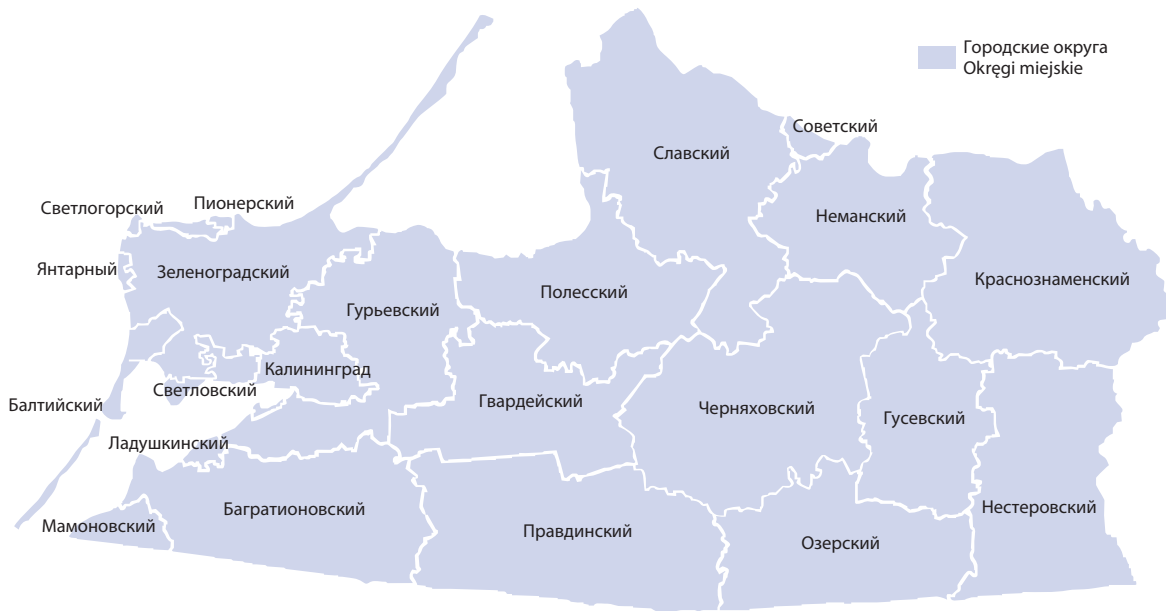 Городские округа
Okręgi miejskie
Советский
Славский
Пионерский
Светлогорский
Неманский
Янтарный
Зеленоградский
Краснознаменский
Полесский
Гурьевский
Калининград
Светловский
Балтийский
Гвардейский
Черняховский
Гусевский
Ладушкинский
Багратионовский
Нестеровский
Мамоновский
Правдинский
Озерский